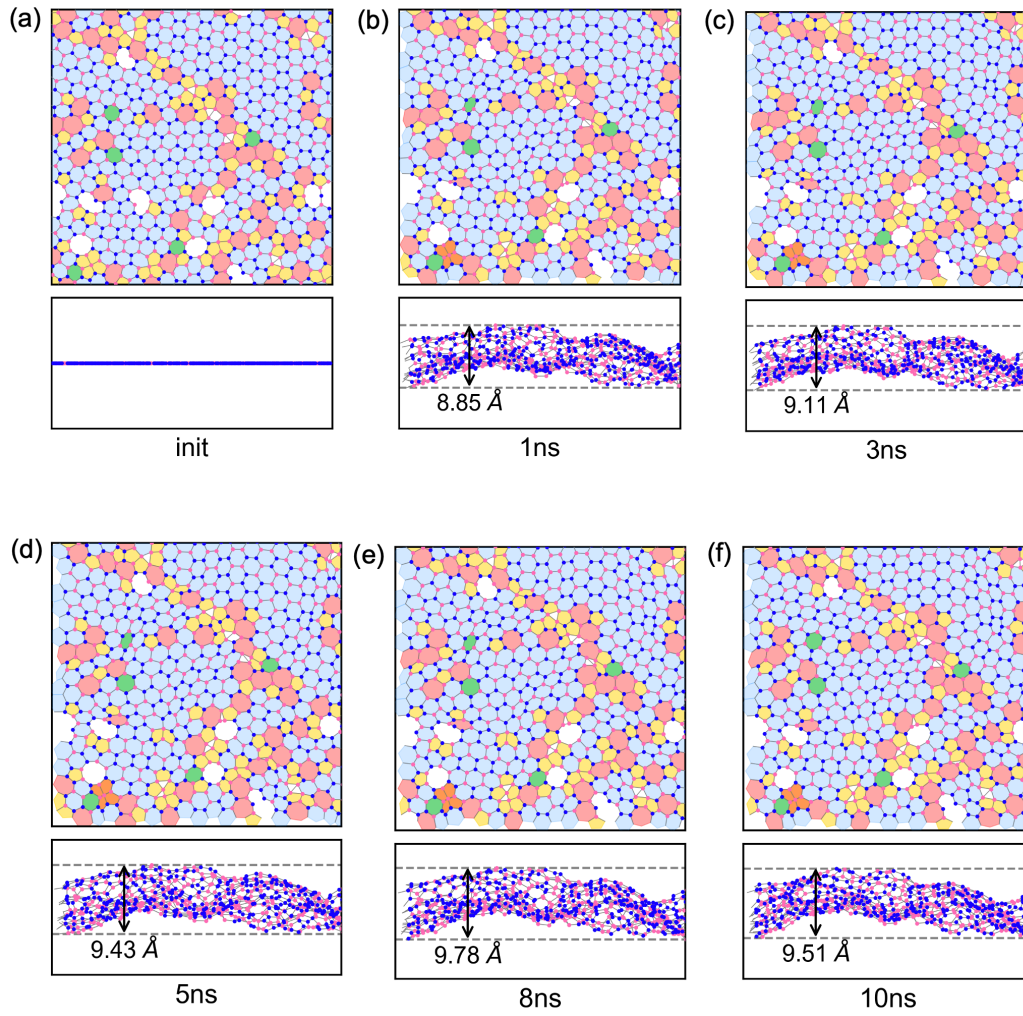 (a)
(b)
(c)
8.85 Å
9.11 Å
init
1ns
3ns
(d)
(e)
(f)
9.43 Å
9.78 Å
9.51 Å
5ns
8ns
10ns